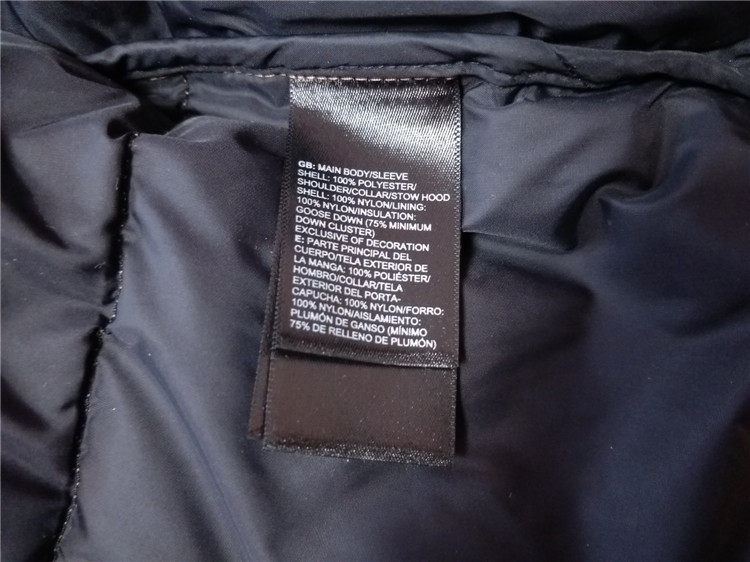 GB: MAIN BODY/SLEEVE
SHELL: 100% POLYESTER/
SHOULDER/COLLAR/STOW HOOD
SHELL: 100% NYLON/LINING:
100% NYLON/INSULATION:
GOOSE DOWN (75% MINIMUM
DOWN CLUSTER)
EXCLUSIVE OF DECORATION
E: PARTE PRINCIPAL DEL
CUERPO/TELA EXTERIOR DE
LA MANGA: 100% POLIÉSTER/
HOMBRO/COLLAR/TELA
EXTERIOR DEL PORTA-
CAPUCHA: 100% NYLON/FORRO:
100% NYLON/AISLAMIENTO:
PLUMÓN DE GANSO (MÍNIMO
75% DE RELLENO DE PLUMÓN)